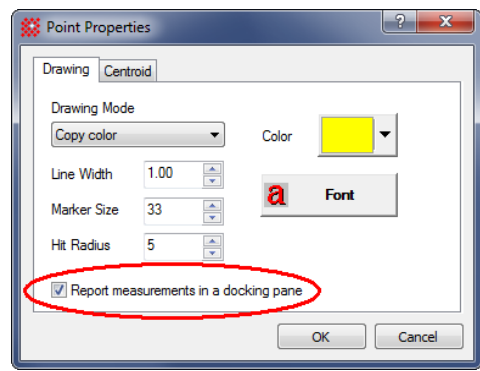 Point Properties
Drawing Centroid
Drawing Mode
Copy color
Color
Line Width 1.00
a Font
Marker Size 33
Hit Radius 5
Report measurements in a docking pane
OK Cancel